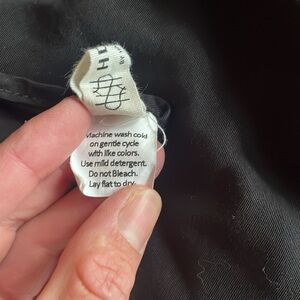 Machine wash cold
on gentle cycle
with like colors.
Use mild detergent.
Do not Bleach.
Lay flat to dry.